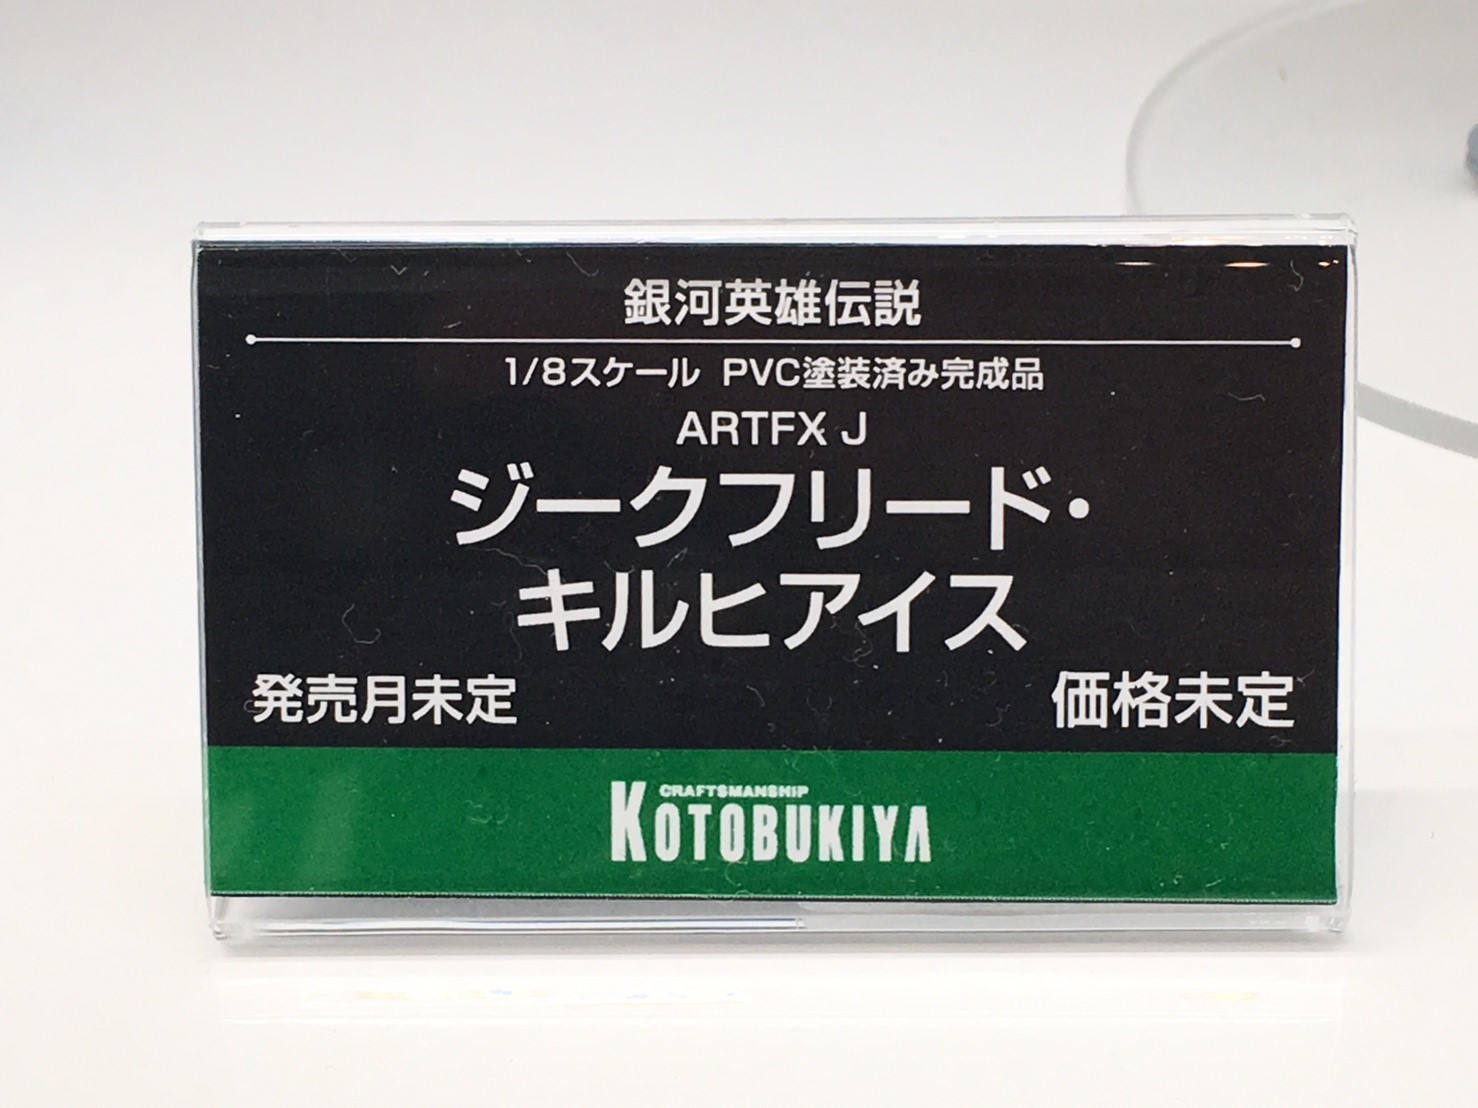 銀河英雄伝説
1/8スケール PVC塗装済み完成品
ARTFX J
ジークフリード・
キルヒアイス
発売月未定 価格未定
CRAFTSMANSHIP
KOTOBUKIYA